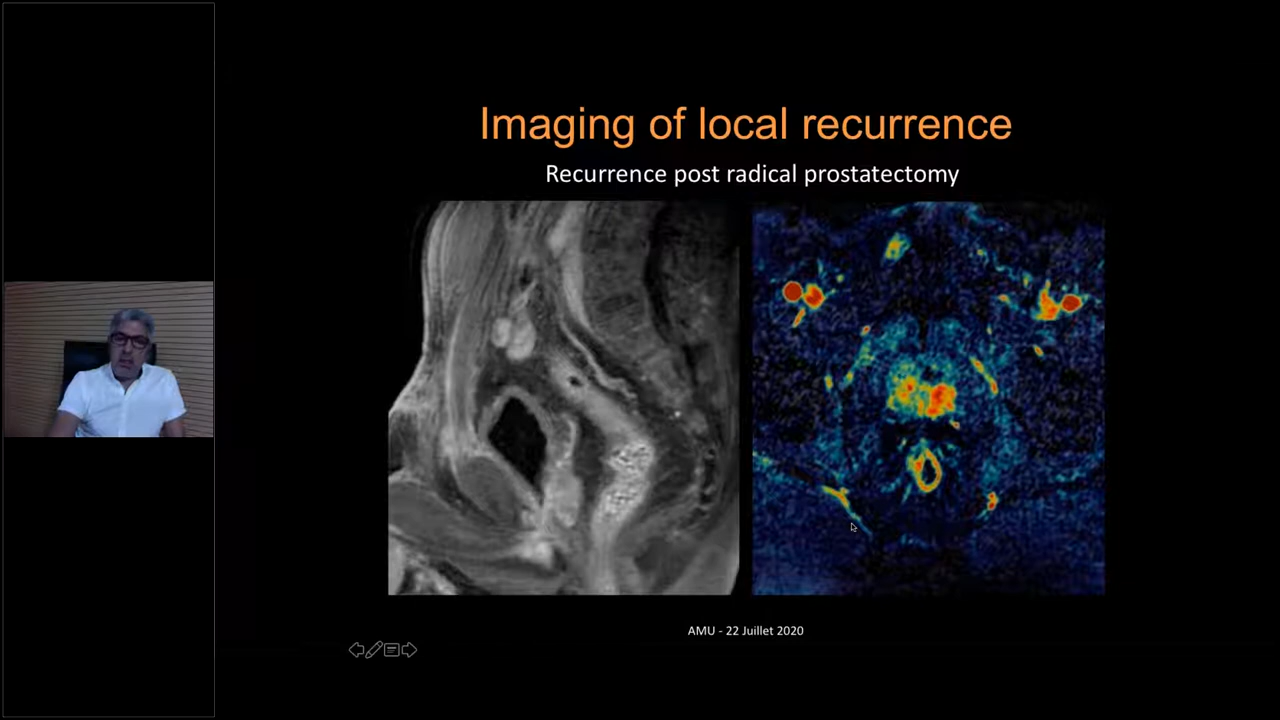 Imaging of local recurrence
Recurrence post radical prostatectomy
AMU - 22 Juillet 2020